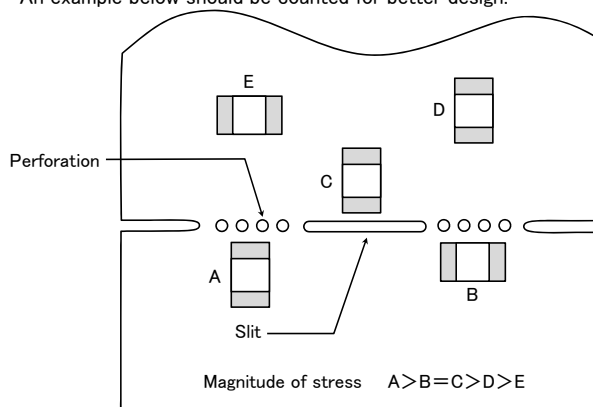 An example below should be counted for better design.
E
D
Perforation
C
A
B
Slit
Magnitude of stress A＞B＝C＞D＞E